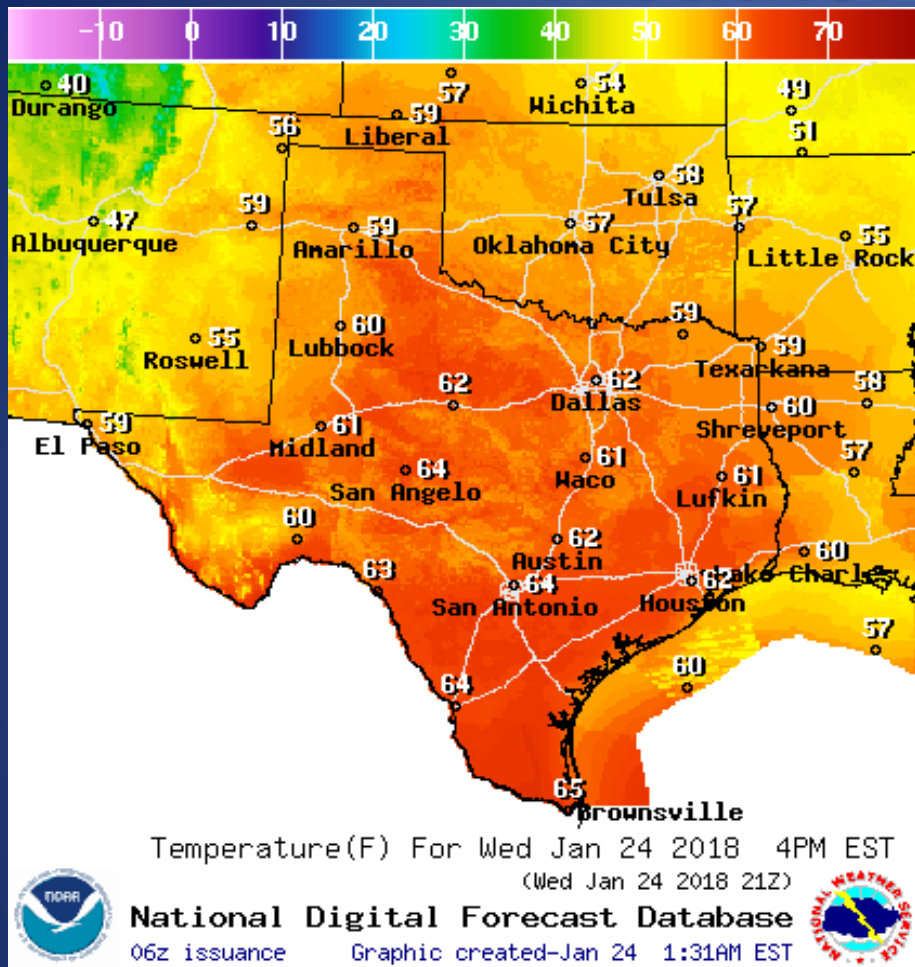 -10 0 10 20 30 40 50 60 70
40
Durango
57
54
Wichita
49
59
Liberal
51
56
58
Tulsa
47
Albuquerque
59
59
Amarillo
57
Oklahoma City
57
55
Little Rock
55
Roswell
60
Lubbock
59
59
Texarkana
62
62
Dallas
60
Shreveport
58
59
El Paso
61
Midland
64
San Angelo
61
Waco
61
Lufkin
57
60
63
62
Austin
64
San Antonio
62
Houston
60
Lake Charles
57
60
64
65
Brownsville
Temperature(F) For Wed Jan 24 2018 4PM EST
(Wed Jan 24 2018 21Z)
National Digital Forecast Database
06z issuance Graphic created-Jan 24 1:31AM EST
NOAA
NATIONAL WEATHER SERVICE